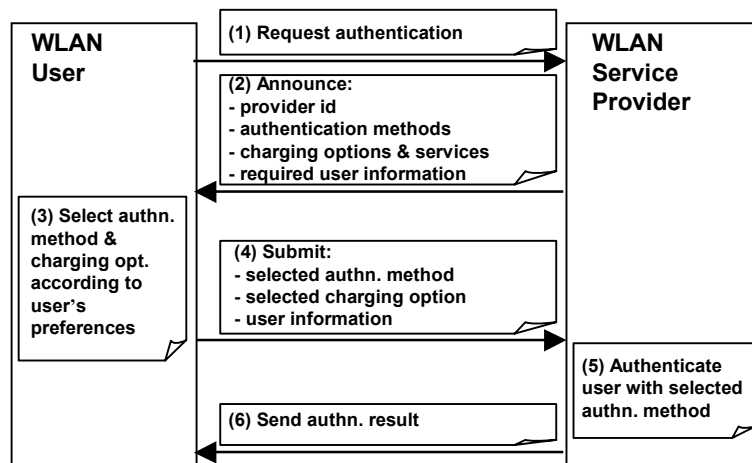 WLAN
User
(1) Request authentication
WLAN
Service
Provider
(2) Announce:
- provider id
- authentication methods
- charging options & services
- required user information
(3) Select authn.
method &
charging opt.
according to
user's
preferences
(4) Submit:
- selected authn. method
- selected charging option
- user information
(5) Authenticate
user with selected
authn. method
(6) Send authn. result